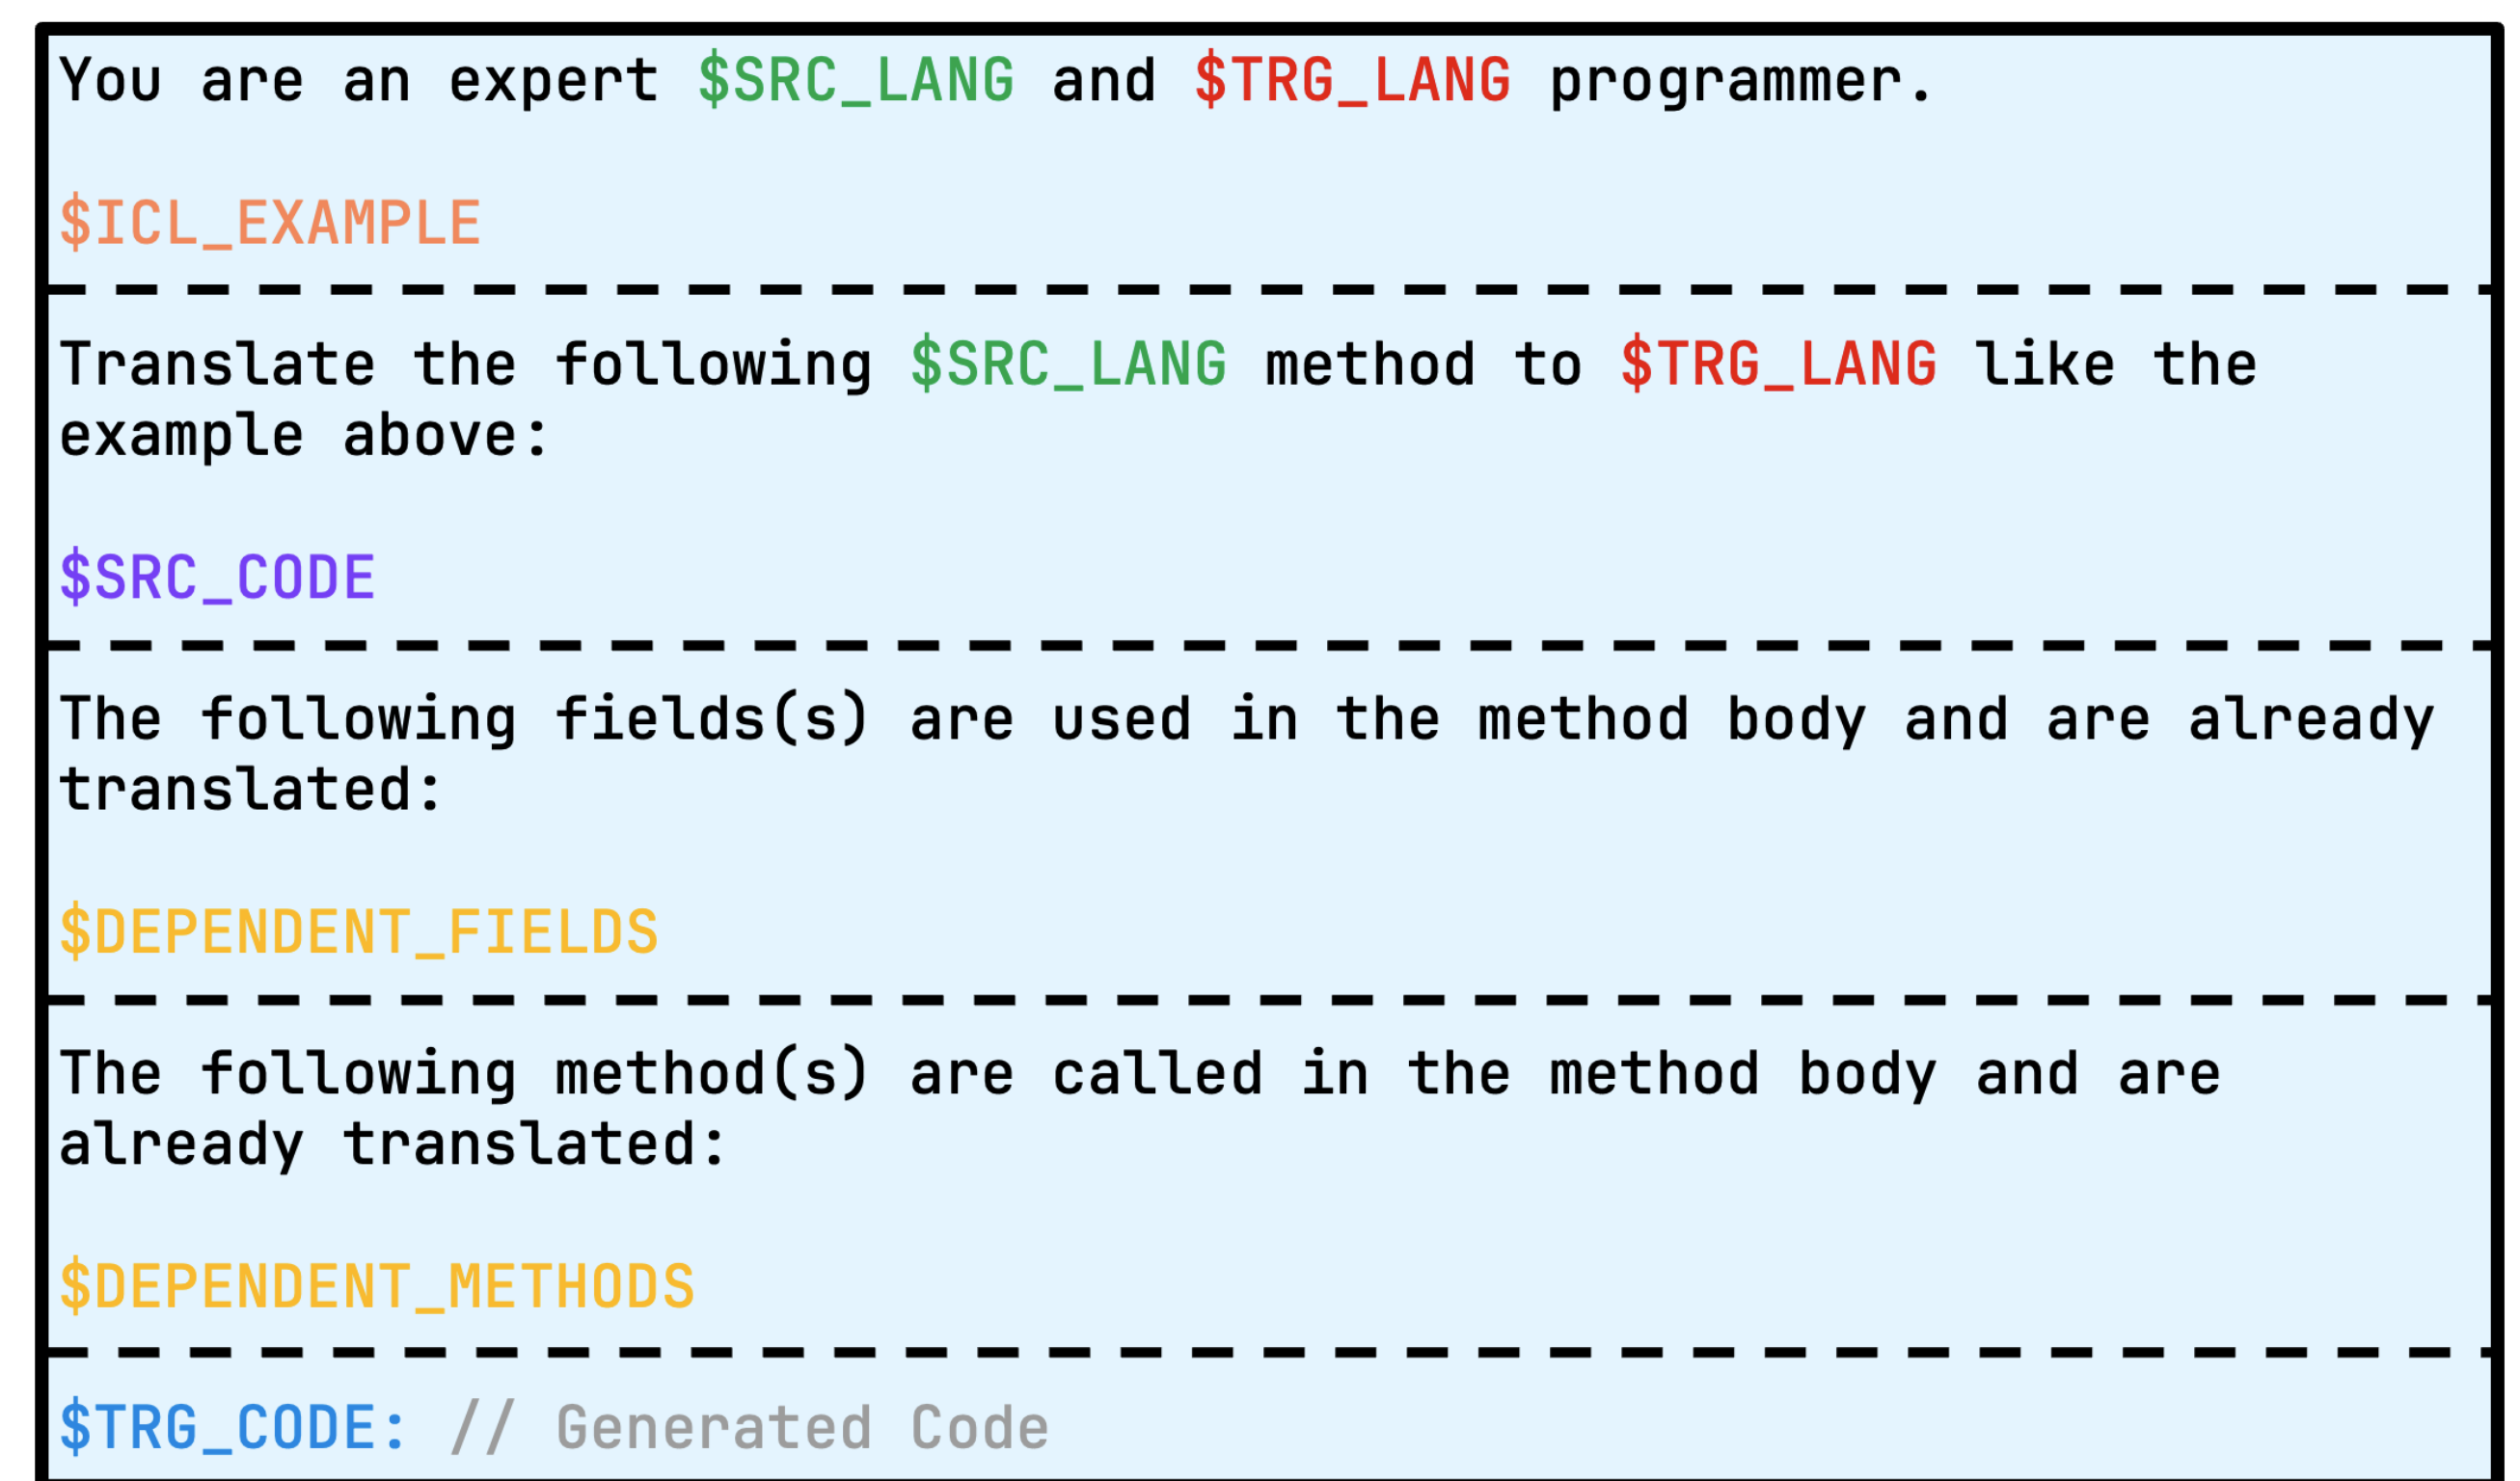 You are an expert $SRC_LANG and $TRG_LANG programmer.
$ICL_EXAMPLE
Translate the following $SRC_LANG method to $TRG_LANG like the
example above:
$SRC_CODE
The following fields(s) are used in the method body and are already
translated:
$DEPENDENT_FIELDS
The following method(s) are called in the method body and are
already translated:
$DEPENDENT_METHODS
$TRG_CODE: // Generated Code